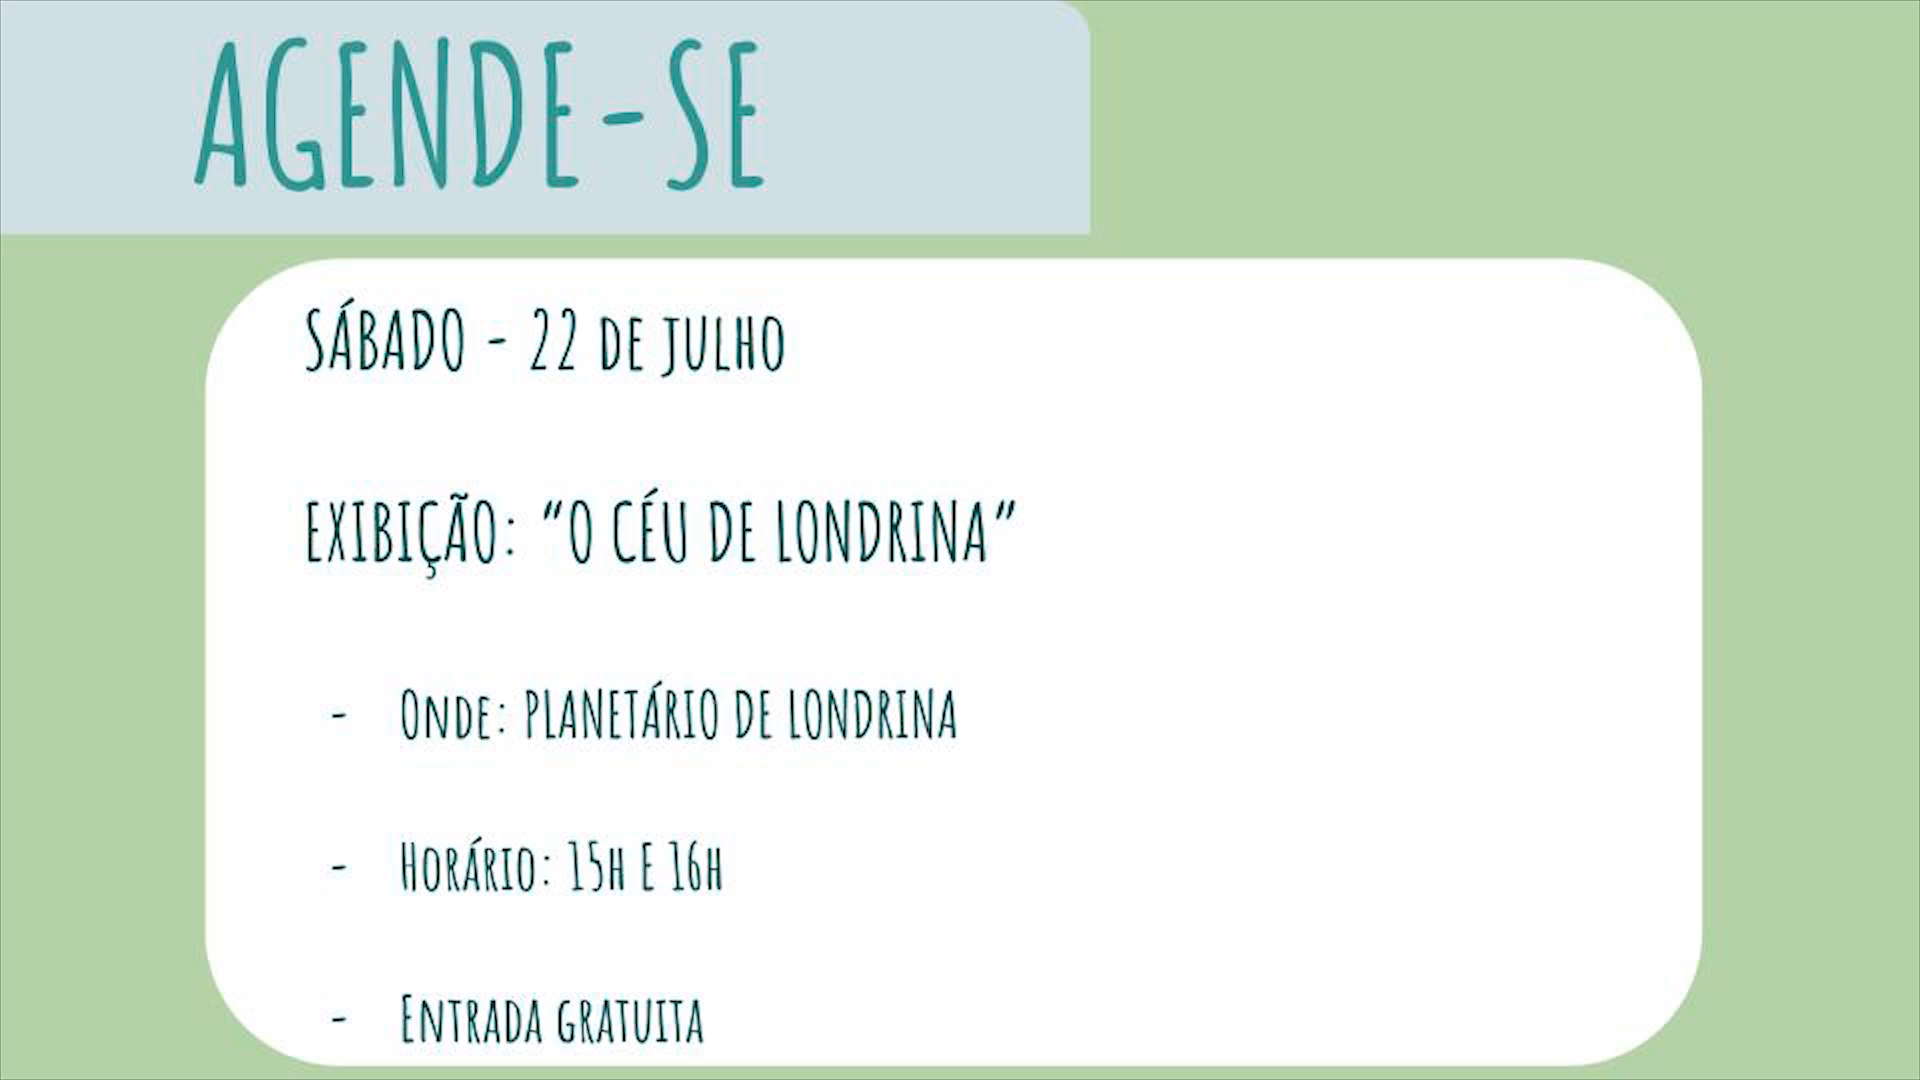 AGENDE-SE
SÁBADO - 22 DE JULHO
EXIBIÇÃO: “O CÉU DE LONDRINA”
- ONDE: PLANETÁRIO DE LONDRINA
- HORÁRIO: 15H E 16H
- ENTRADA GRATUITA